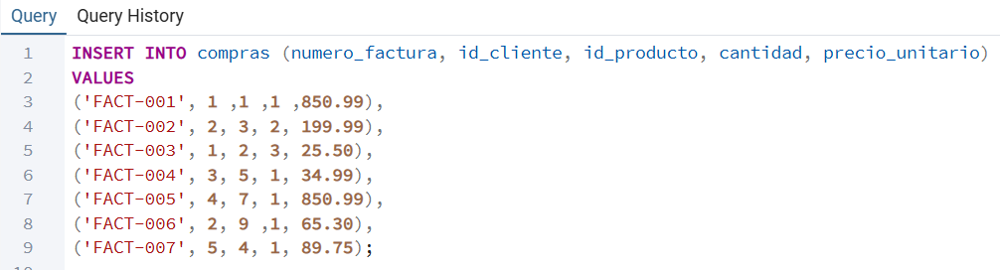 Query Query History
1 INSERT INTO compras (numero_factura, id_cliente, id_producto, cantidad, precio_unitario)
2 VALUES
3 ('FACT-001', 1 ,1 ,1 ,850.99),
4 ('FACT-002', 2, 3, 2, 199.99),
5 ('FACT-003', 1, 2, 3, 25.50),
6 ('FACT-004', 3, 5, 1, 34.99),
7 ('FACT-005', 4, 7, 1, 850.99),
8 ('FACT-006', 2, 9 ,1, 65.30),
9 ('FACT-007', 5, 4, 1, 89.75);